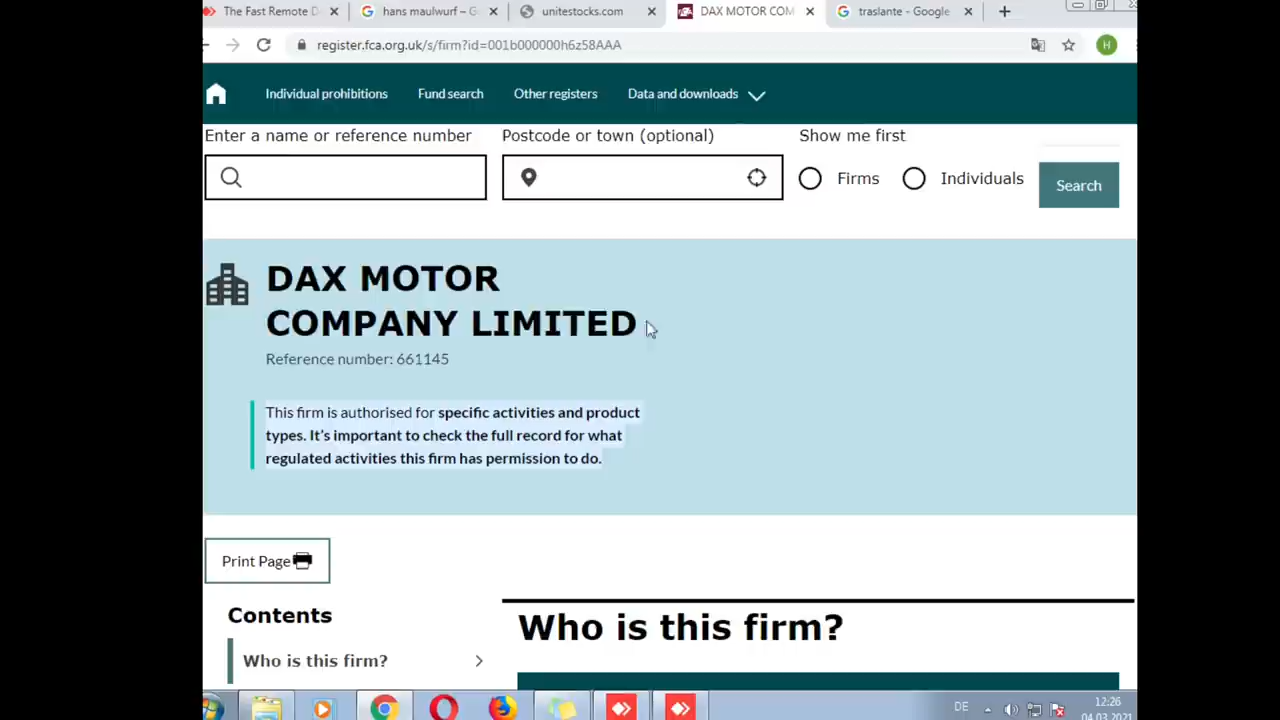 The Fast Remote D
hans maulwurf – G
unitestocks.com
DAX MOTOR COM
traslante - Google
register.fca.org.uk/s/firm?id=001b000000h6z58AAA
H
Individual prohibitions
Fund search
Other registers
Data and downloads
Enter a name or reference number
Postcode or town (optional)
Show me first
Firms
Individuals
Search
DAX MOTOR
COMPANY LIMITED
Reference number: 661145
This firm is authorised for specific activities and product
types. It’s important to check the full record for what
regulated activities this firm has permission to do.
Print Page
Contents
Who is this firm?
Who is this firm?
DE
12:26
04.03.2021